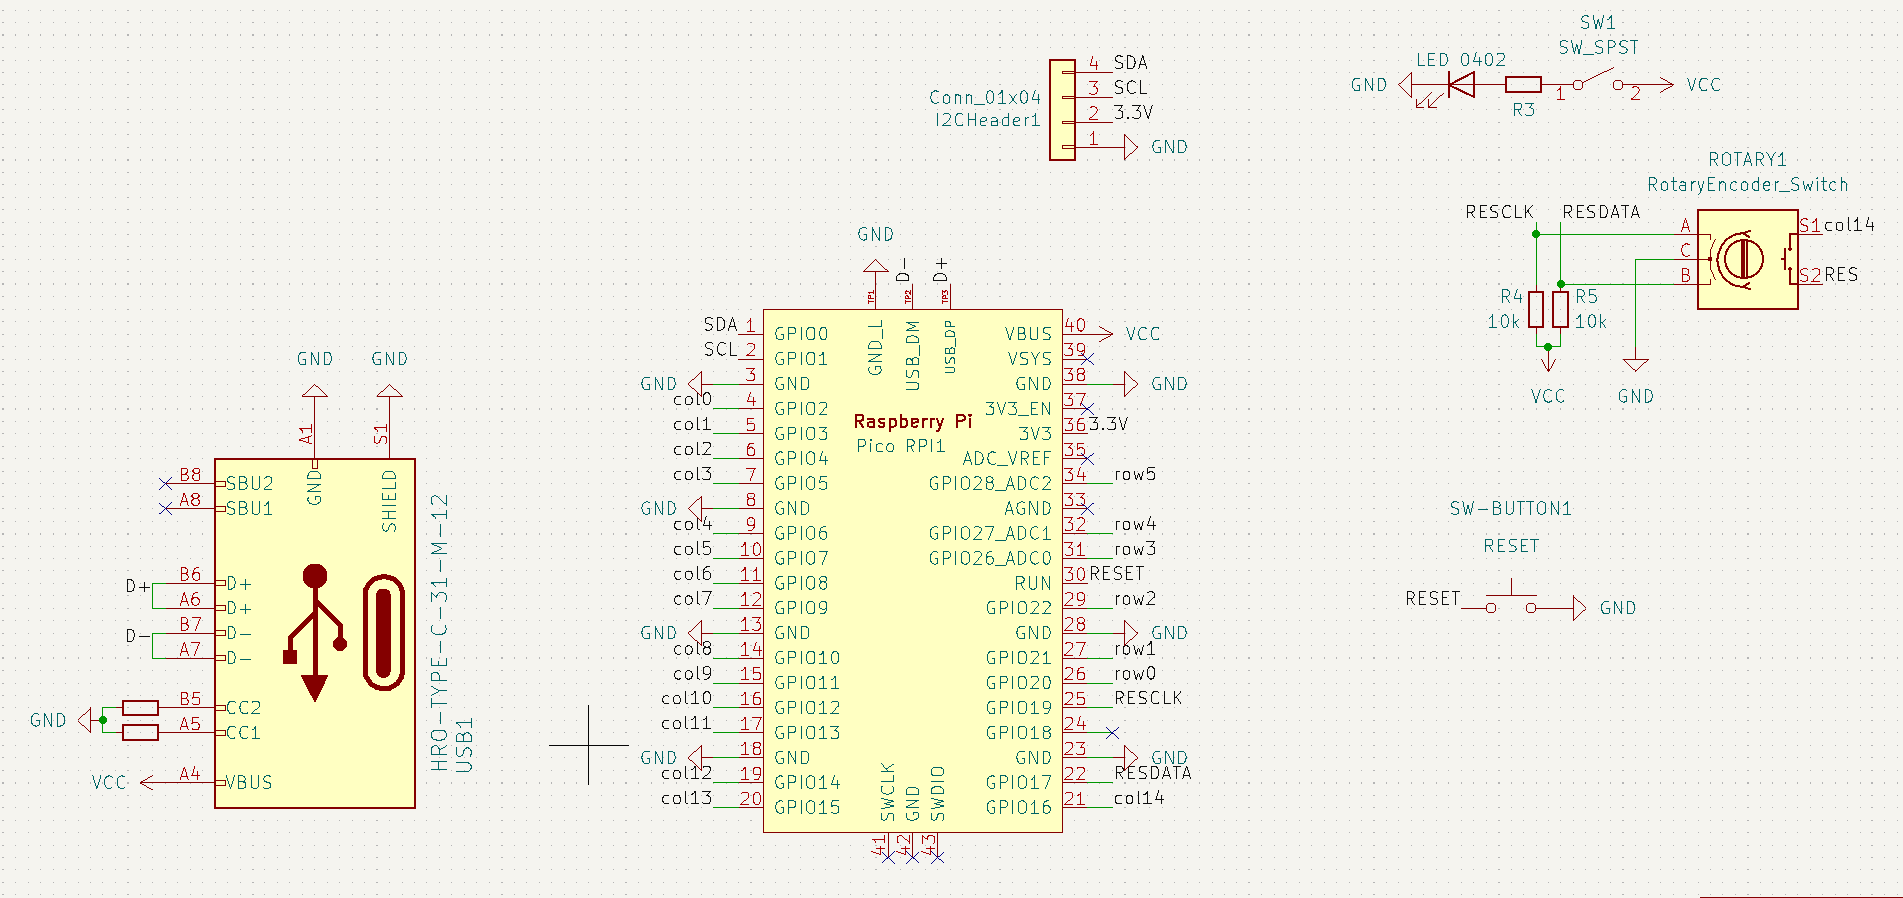 SW1
SW_SPST
LED 0402
GND
1
2
VCC
R3
4 SDA
3 SCL
2 3.3V
1 GND
Conn_01x04
I2CHeader1
ROTARY1
RotaryEncoder_Switch
RESCLK RESDATA
A S1 col14
C
B S2 RES
R4 R5
10k 10k
VCC GND
GND D- D+
TP1 TP2 TP3
GND_L USB_DM USB_DP
Raspberry Pi
Pico RPI1
SDA 1 GPIO0
SCL 2 GPIO1
GND 3 GND
col0 4 GPIO2
col1 5 GPIO3
col2 6 GPIO4
col3 7 GPIO5
GND 8 GND
col4 9 GPIO6
col5 10 GPIO7
col6 11 GPIO8
col7 12 GPIO9
GND 13 GND
col8 14 GPIO10
col9 15 GPIO11
col10 16 GPIO12
col11 17 GPIO13
GND 18 GND
col12 19 GPIO14
col13 20 GPIO15
VBUS 40 VCC
VSYS 39
GND 38 GND
3V3_EN 37
3V3 36 3.3V
ADC_VREF 35
GPIO28_ADC2 34 row5
AGND 33
GPIO27_ADC1 32 row4
GPIO26_ADC0 31 row3
RUN 30 RESET
GPIO22 29 row2
GND 28 GND
GPIO21 27 row1
GPIO20 26 row0
GPIO19 25 RESCLK
GPIO18 24
GND 23 GND
GPIO17 22 RESDATA
GPIO16 21 col14
SWCLK GND SWDIO
41 42 43
GND GND
A1 S1
GND SHIELD
B8 SBU2
A8 SBU1
D+ B6 D+
A6 D+
D- B7 D-
A7 D-
B5 CC2
GND
A5 CC1
VCC A4 VBUS
HRO-TYPE-C-31-M-12
USB1
SW-BUTTON1
RESET
RESET GND